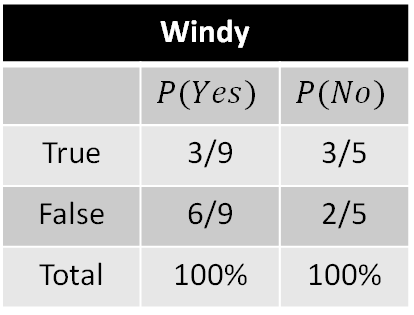 Windy
P(Yes) P(No)
True 3/9 3/5
False 6/9 2/5
Total 100% 100%